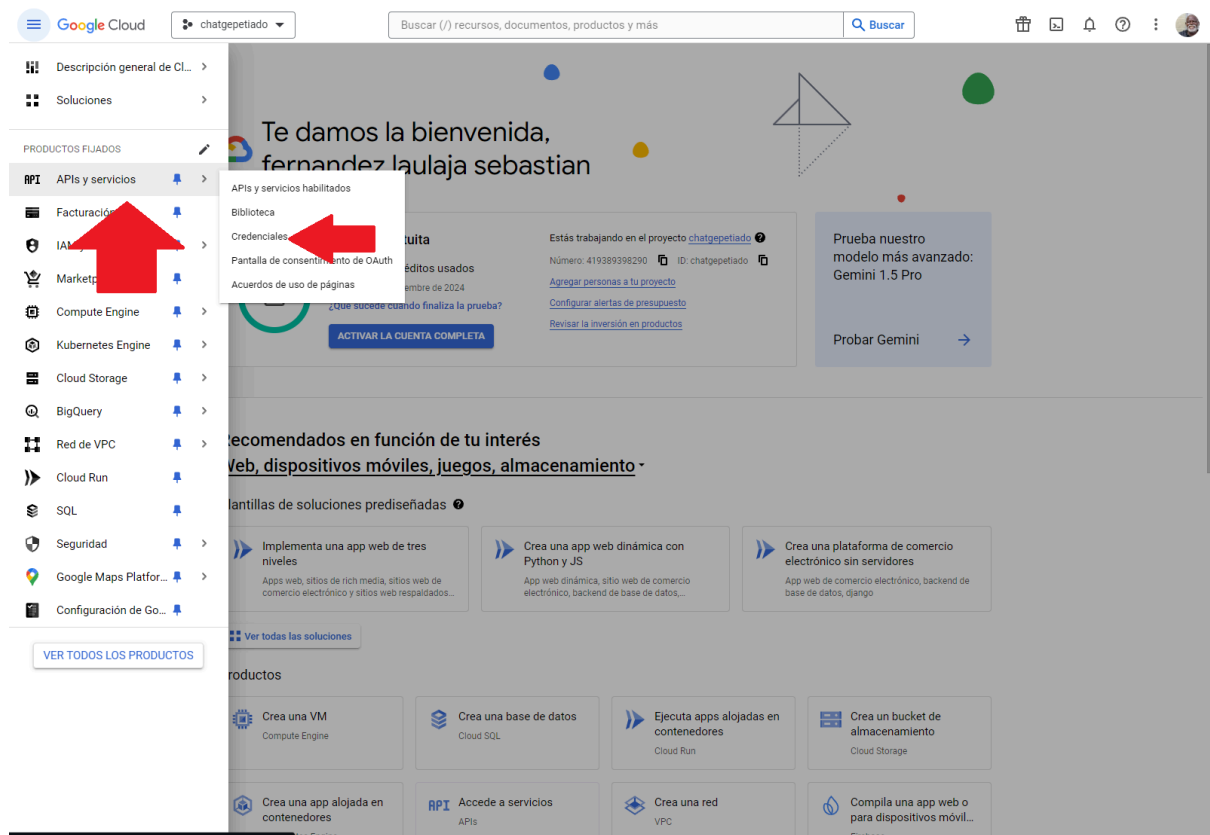 Google Cloud
chatgepetiado
Buscar (/) recursos, documentos, productos y más
Buscar
Descripción general de Cl...
Soluciones
PRODUCTOS FIJADOS
API APIs y servicios
Facturación
Compute Engine
Kubernetes Engine
Cloud Storage
BigQuery
Red de VPC
Cloud Run
SQL
Seguridad
Google Maps Platfor...
Configuración de Go...
VER TODOS LOS PRODUCTOS
APIs y servicios habilitados
Biblioteca
Credenciales
Pantalla de consentimiento de OAuth
Acuerdos de uso de páginas
Te damos la bienvenida,
fernandez laulaja sebastian
éditos usados
embre de 2024
¿Qué sucede cuando finaliza la prueba?
ACTIVAR LA CUENTA COMPLETA
Estás trabajando en el proyecto chatgepetiado
Número: 419389398290 ID: chatgepetiado
Agregar personas a tu proyecto
Configurar alertas de presupuesto
Revisar la inversión en productos
Prueba nuestro
modelo más avanzado:
Gemini 1.5 Pro
Probar Gemini
ecomendados en función de tu interés
Web, dispositivos móviles, juegos, almacenamiento
lantillas de soluciones prediseñadas
Implementa una app web de tres
niveles
Apps web, sitios de rich media, sitios web de
comercio electrónico y sitios web respaldados...
Crea una app web dinámica con
Python y JS
App web dinámica, sitio web de comercio
electrónico, backend de base de datos,...
Crea una plataforma de comercio
electrónico sin servidores
App web de comercio electrónico, backend de
base de datos, django
Ver todas las soluciones
roductos
Crea una VM
Compute Engine
Crea una base de datos
Cloud SQL
Ejecuta apps alojadas en
contenedores
Cloud Run
Crea un bucket de
almacenamiento
Cloud Storage
Crea una app alojada en
contenedores
API Accede a servicios
APIs
Crea una red
VPC
Compila una app web o
para dispositivos móvil...